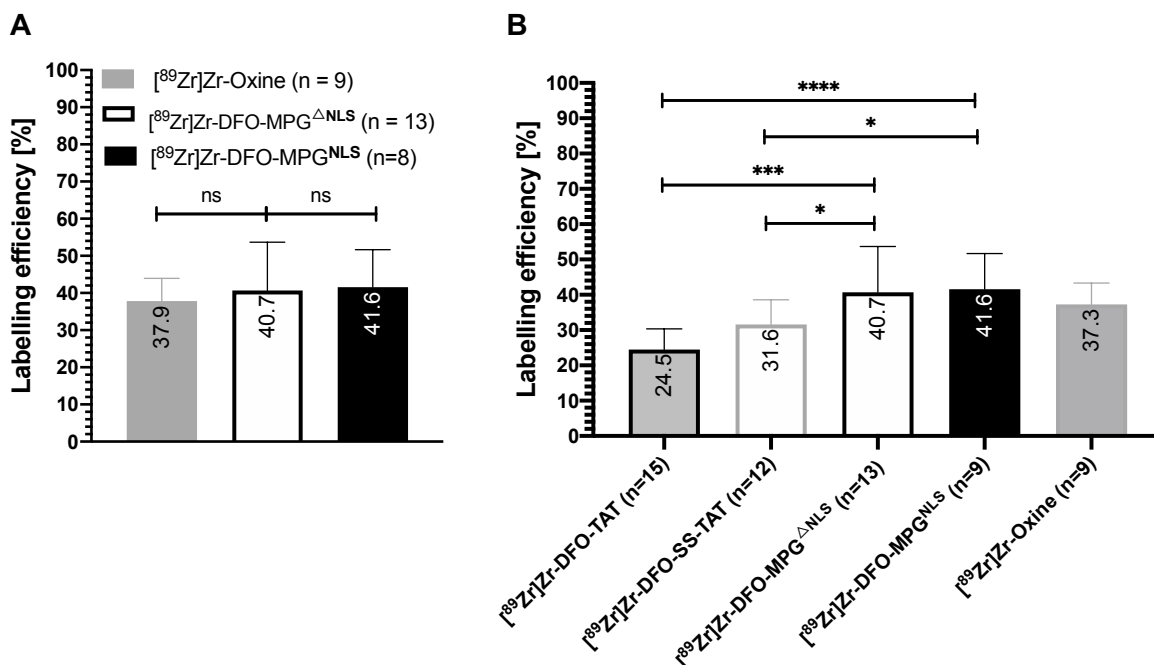 A
Labelling efficiency [%]
100
90
80
70
60
50
40
30
20
10
0
[⁸⁹Zr]Zr-Oxine (n = 9)
[⁸⁹Zr]Zr-DFO-MPG^△NLS (n = 13)
[⁸⁹Zr]Zr-DFO-MPG^NLS (n=8)
ns
ns
37.9
40.7
41.6
B
Labelling efficiency [%]
100
90
80
70
60
50
40
30
20
10
0
****
*
***
*
24.5
31.6
40.7
41.6
37.3
[⁸⁹Zr]Zr-DFO-TAT (n=15)
[⁸⁹Zr]Zr-DFO-SS-TAT (n=12)
[⁸⁹Zr]Zr-DFO-MPG^△NLS (n=13)
[⁸⁹Zr]Zr-DFO-MPG^NLS (n=9)
[⁸⁹Zr]Zr-Oxine (n=9)